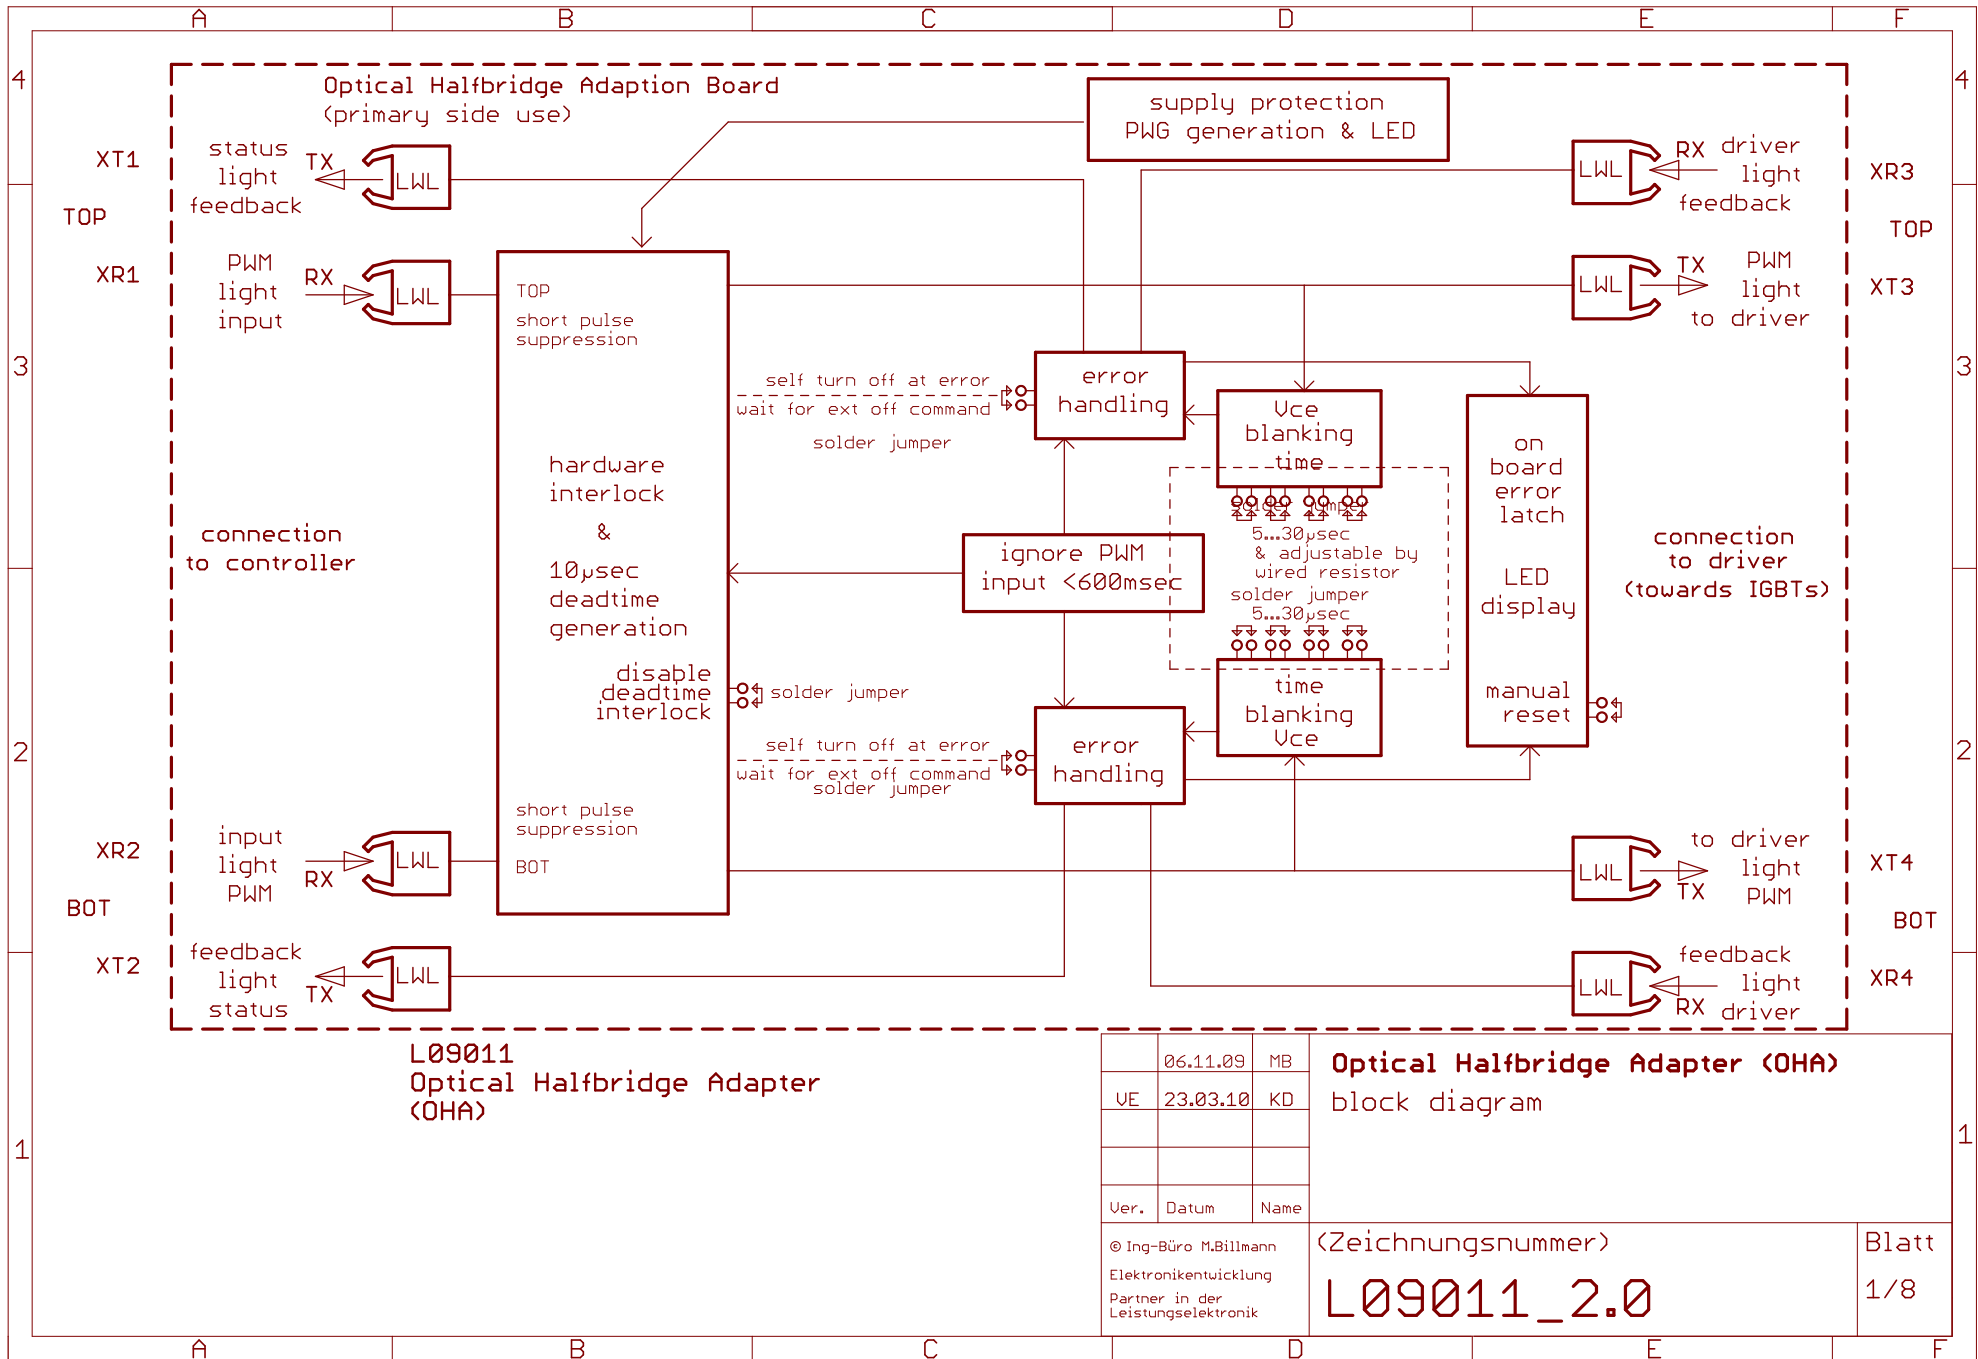 A B C D E F
4
4
Optical Halfbridge Adaption Board
(primary side use)
supply protection
PWG generation & LED
XT1
status
light
feedback
TX
LWL
LWL
RX
driver
light
feedback
XR3
TOP
TOP
XR1
PWM
light
input
RX
LWL
LWL
TX
PWM
light
to driver
XT3
TOP
short pulse
suppression
3
3
self turn off at error
wait for ext off command
solder jumper
error
handling
Vce
blanking
time
hardware
interlock
&
10µsec
deadtime
generation
on
board
error
latch
LED
display
manual
reset
solder jumper
5...30µsec
& adjustable by
wired resistor
solder jumper
5...30µsec
connection
to controller
ignore PWM
input <600msec
connection
to driver
(towards IGBTs)
disable
deadtime
interlock
solder jumper
time
blanking
Vce
2
2
self turn off at error
wait for ext off command
solder jumper
error
handling
short pulse
suppression
BOT
XR2
input
light
PWM
RX
LWL
LWL
TX
to driver
light
PWM
XT4
BOT
BOT
XT2
feedback
light
status
TX
LWL
LWL
RX
feedback
light
driver
XR4
L09011
Optical Halfbridge Adapter
(OHA)
1
1
06.11.09 MB
VE 23.03.10 KD
Ver. Datum Name
Optical Halfbridge Adapter (OHA)
block diagram
© Ing-Büro M.Billmann
Elektronikentwicklung
Partner in der
Leistungselektronik
(Zeichnungsnummer)
L09011_2.0
Blatt
1/8
A B C D E F